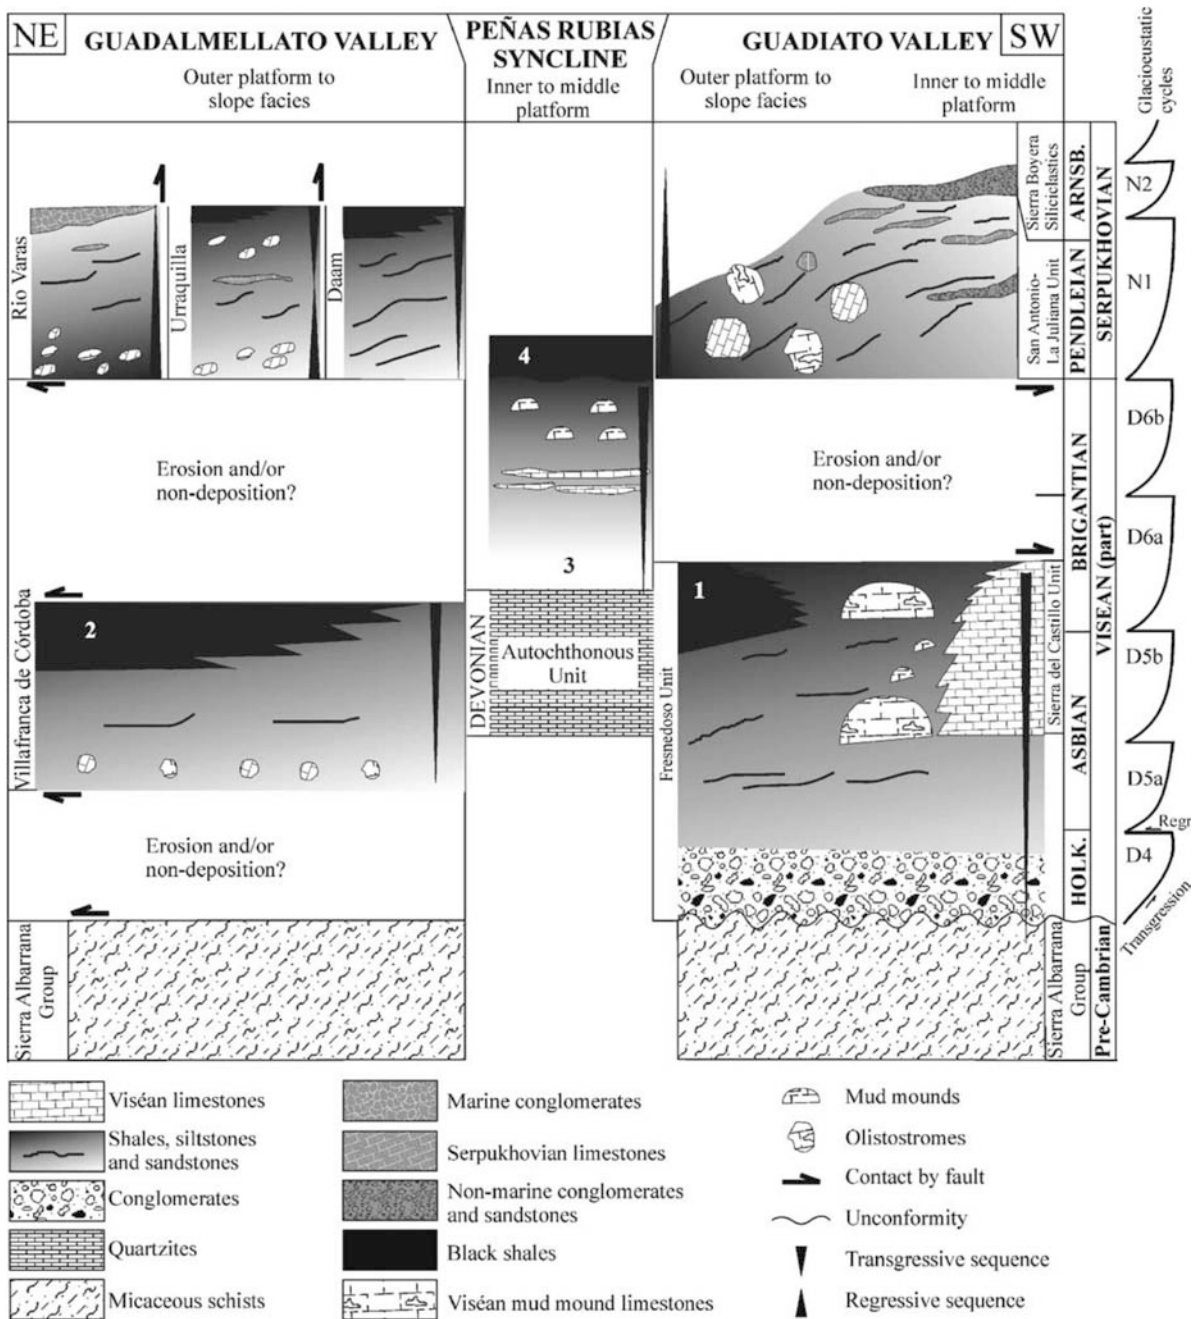 NE
GUADALMELLATO VALLEY
Outer platform to
slope facies
PEÑAS RUBIAS
SYNCLINE
Inner to middle
platform
GUADIATO VALLEY
SW
Outer platform to
slope facies
Inner to middle
platform
Glacioeustatic
cycles
Rio Varas
Urraquilla
Daam
4
3
Sierra Boyera
Siliciclastics
San Antonio-
La Juliana Unit
ARNSB.
PENDLEIAN
SERPUKHOVIAN
N2
N1
Erosion and/or
non-deposition?
Erosion and/or
non-deposition?
BRIGANTIAN
VISEAN (part)
D6b
D6a
Villafranca de Córdoba
2
DEVONIAN
Autochthonous
Unit
Fresnedoso Unit
1
Sierra del Castillo Unit
ASBIAN
D5b
D5a
Regr
Erosion and/or
non-deposition?
HOLK.
D4
Transgression
Sierra Albarrana
Group
Sierra Albarrana
Group
Pre-Cambrian
Viséan limestones
Shales, siltstones
and sandstones
Conglomerates
Quartzites
Micaceous schists
Marine conglomerates
Serpukhovian limestones
Non-marine conglomerates
and sandstones
Black shales
Viséan mud mound limestones
Mud mounds
Olistostromes
Contact by fault
Unconformity
Transgressive sequence
Regressive sequence